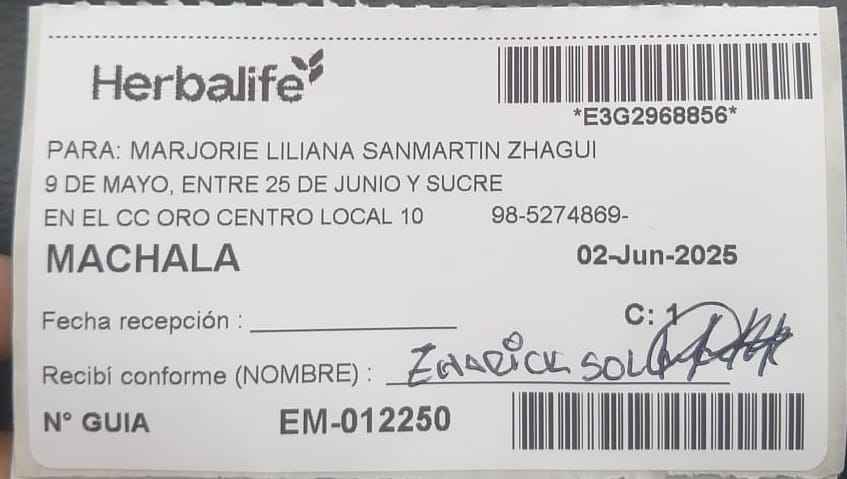 Herbalife
*E3G2968856*
PARA: MARJORIE LILIANA SANMARTIN ZHAGUI
9 DE MAYO, ENTRE 25 DE JUNIO Y SUCRE
EN EL CC ORO CENTRO LOCAL 10 98-5274869-
MACHALA 02-Jun-2025
Fecha recepción :
C: 1
Recibí conforme (NOMBRE) :
N° GUIA EM-012250